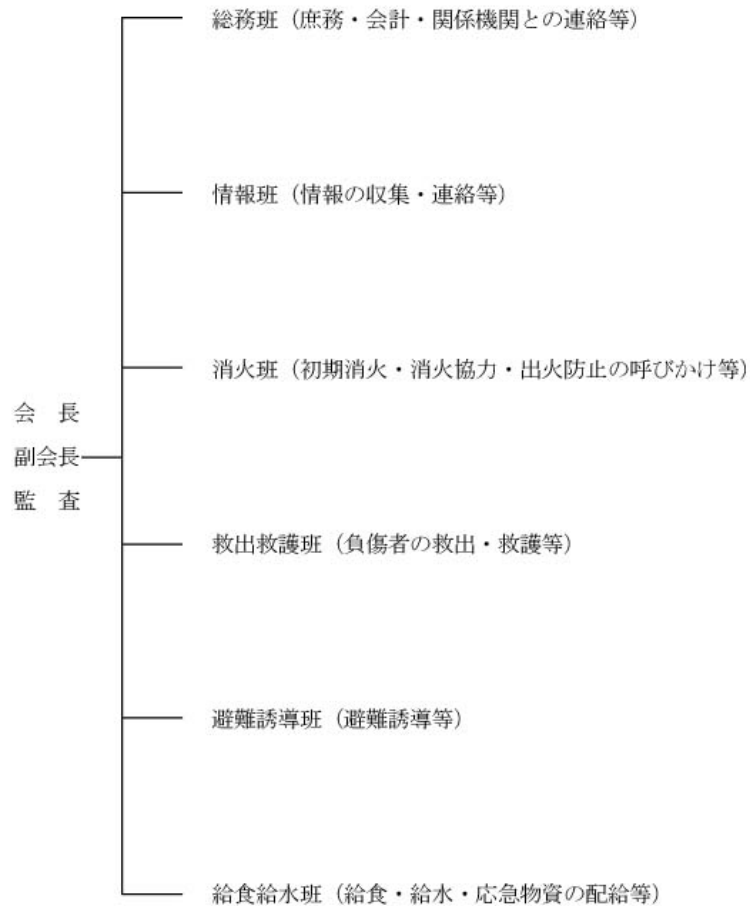 会　長
副会長
監　査
総務班（庶務・会計・関係機関との連絡等）
情報班（情報の収集・連絡等）
消火班（初期消火・消火協力・出火防止の呼びかけ等）
救出救護班（負傷者の救出・救護等）
避難誘導班（避難誘導等）
給食給水班（給食・給水・応急物資の配給等）